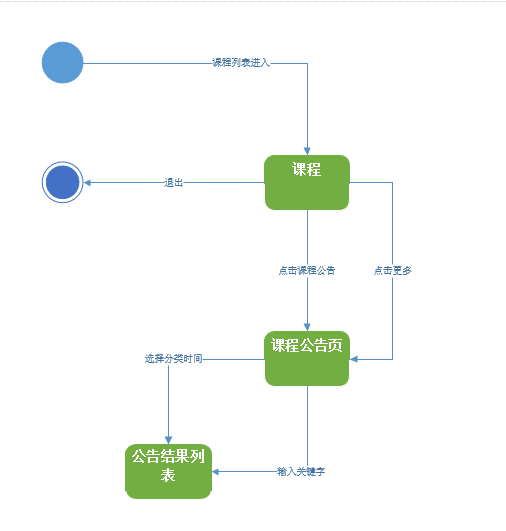 课程列表进入
课程
退出
点击课程公告
点击更多
课程公告页
选择分类时间
公告结果列
表
输入关键字